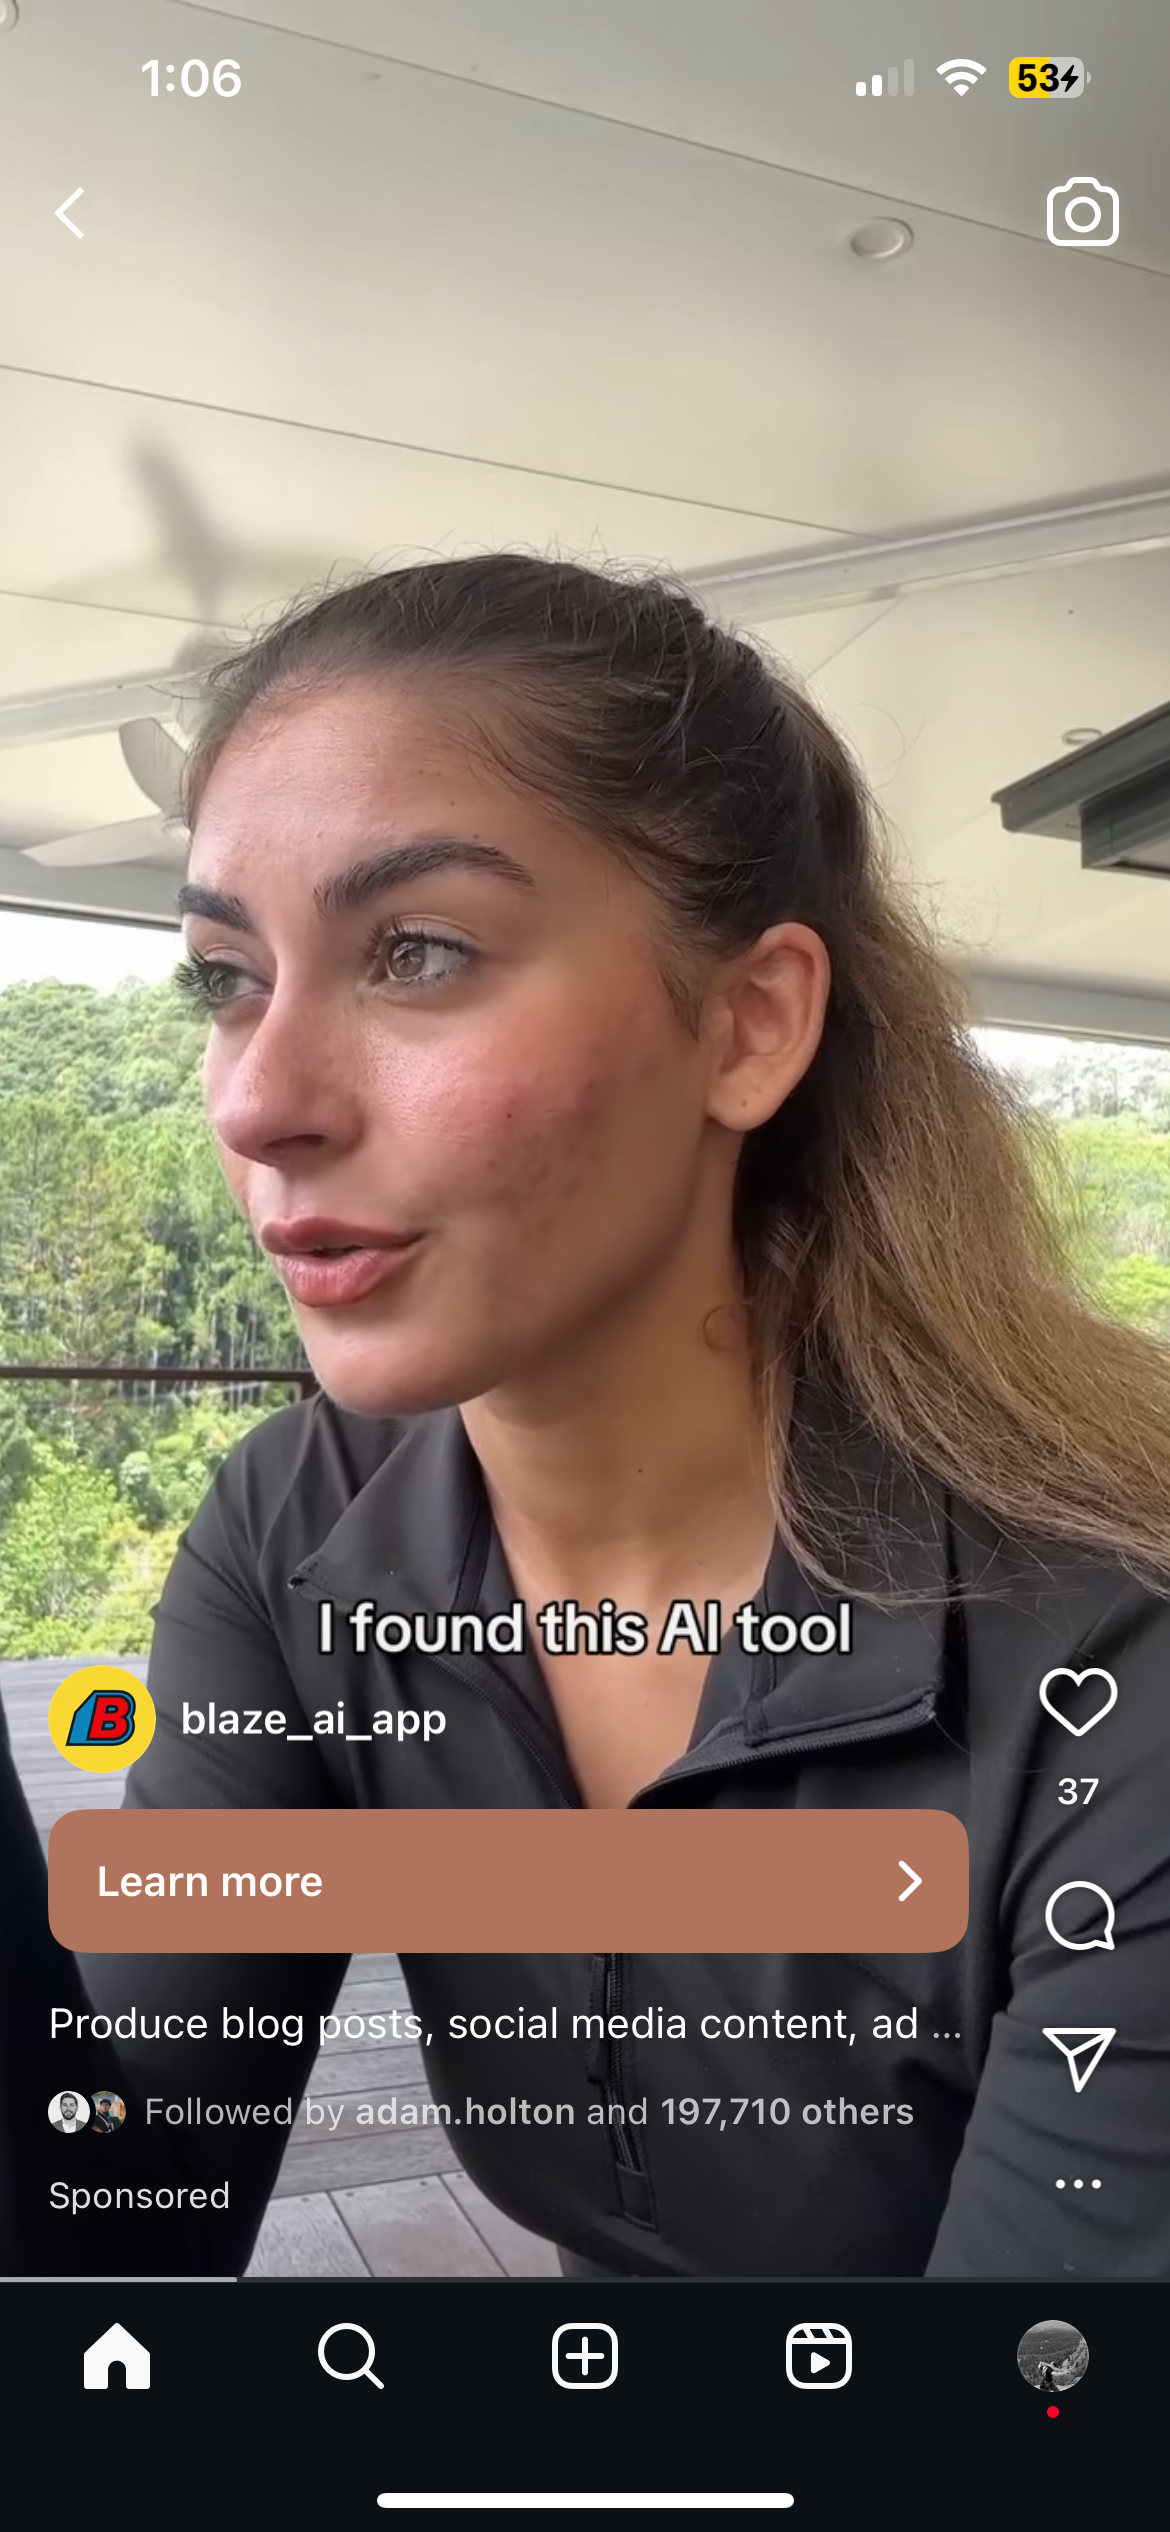 1:06
53
I found this AI tool
B
blaze_ai_app
37
Learn more
Produce blog posts, social media content, ad ...
Followed by adam.holton and 197,710 others
Sponsored